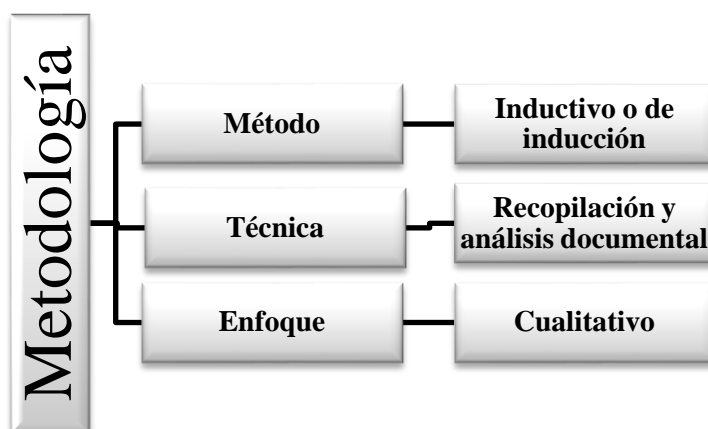 Metodología
Método
Inductivo o de
inducción
Técnica
Recopilación y
análisis documental
Enfoque
Cualitativo